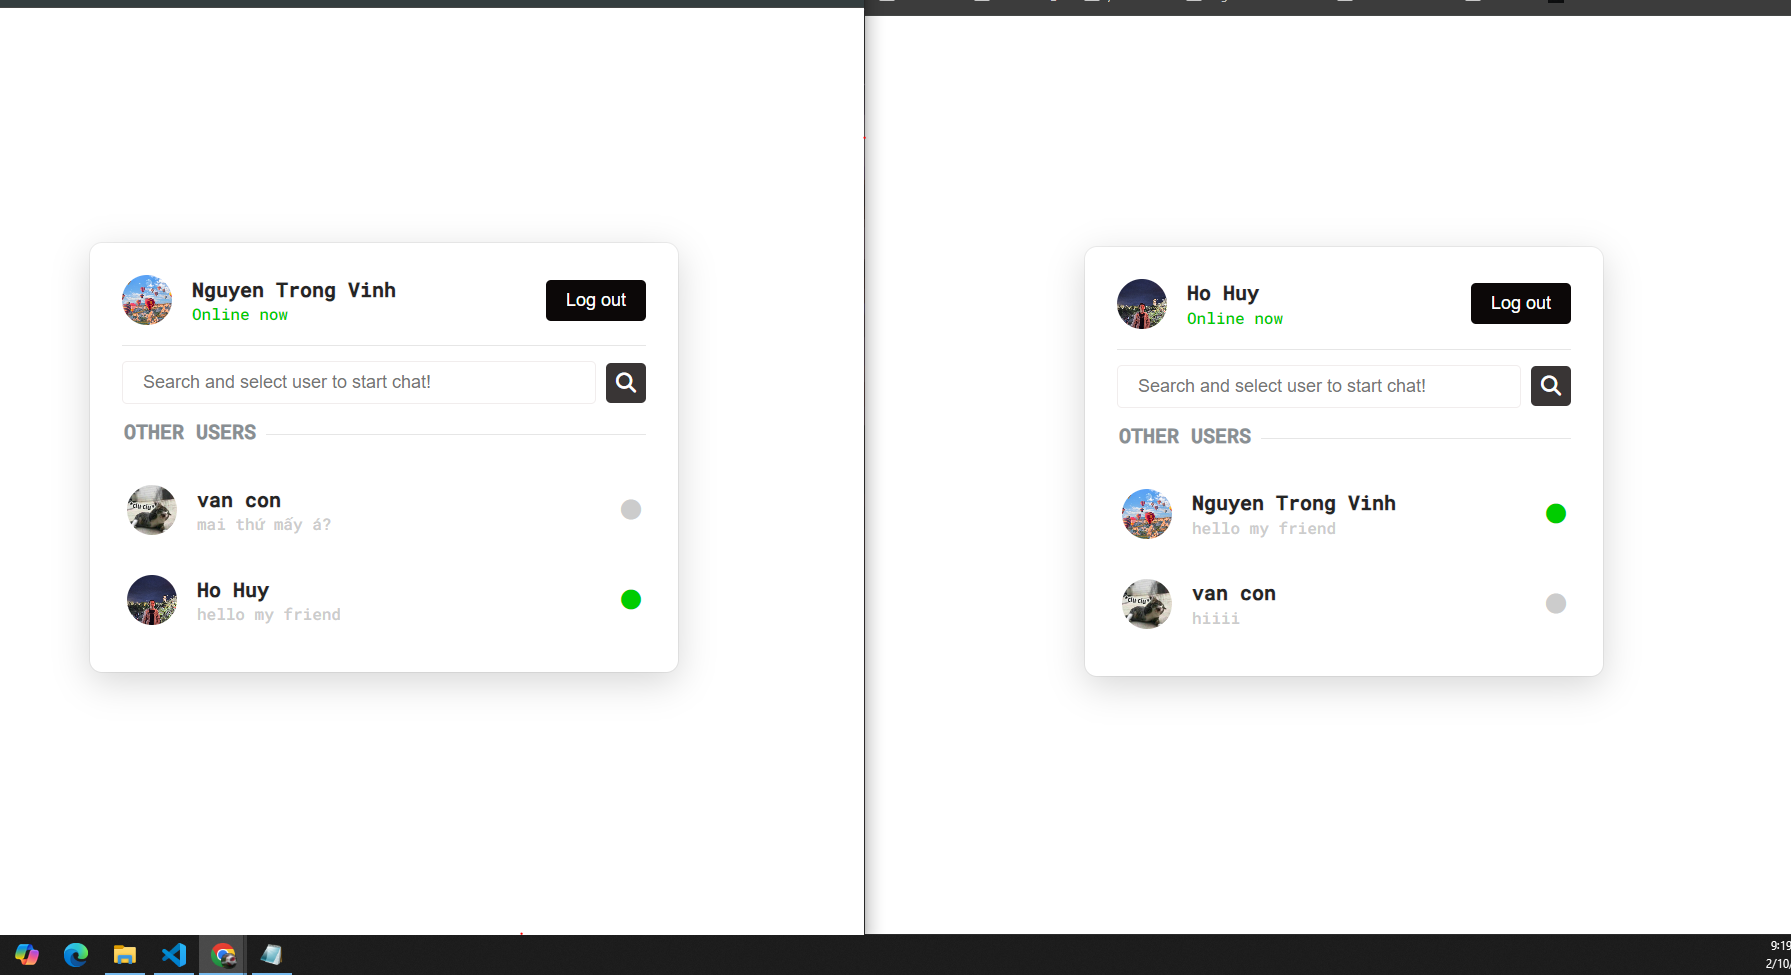 Nguyen Trong Vinh
Online now
Log out
Search and select user to start chat!
OTHER USERS
van con
mai thứ mấy á?
Ho Huy
hello my friend
Ho Huy
Online now
Log out
Search and select user to start chat!
OTHER USERS
Nguyen Trong Vinh
hello my friend
van con
hiiii
9:19
2/10/